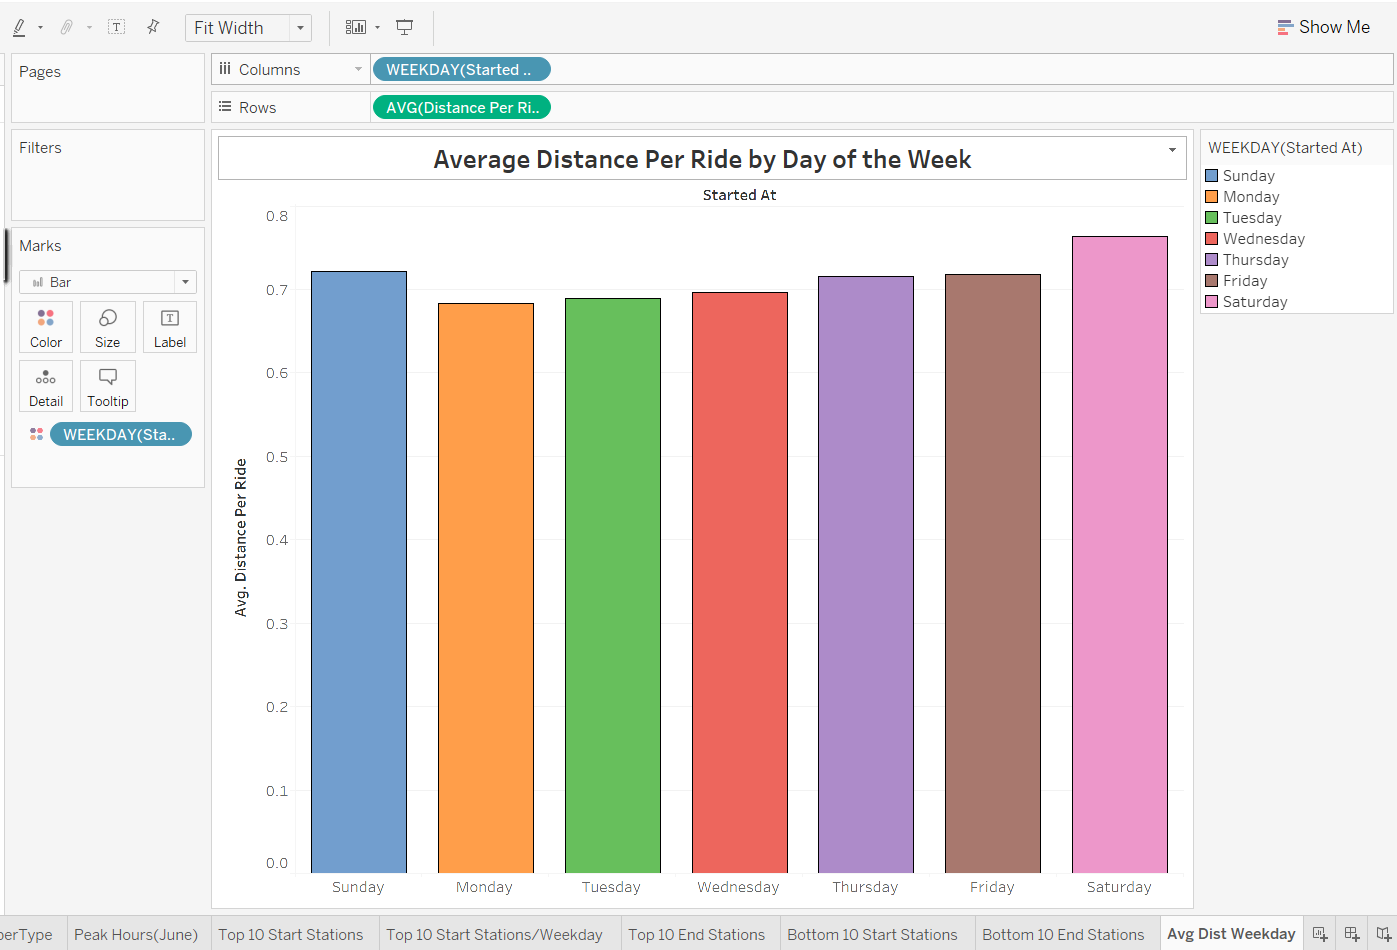 T
Fit Width
Show Me
Pages
Columns
WEEKDAY(Started ..
Rows
AVG(Distance Per Ri..
Filters
Average Distance Per Ride by Day of the Week
WEEKDAY(Started At)
Sunday
Monday
Tuesday
Wednesday
Thursday
Friday
Saturday
Marks
Bar
Color
Size
T
Label
Detail
Tooltip
WEEKDAY(Sta..
Started At
0.8
0.7
0.6
0.5
0.4
0.3
0.2
0.1
0.0
Avg. Distance Per Ride
Sunday
Monday
Tuesday
Wednesday
Thursday
Friday
Saturday
berType
Peak Hours(June)
Top 10 Start Stations
Top 10 Start Stations/Weekday
Top 10 End Stations
Bottom 10 Start Stations
Bottom 10 End Stations
Avg Dist Weekday